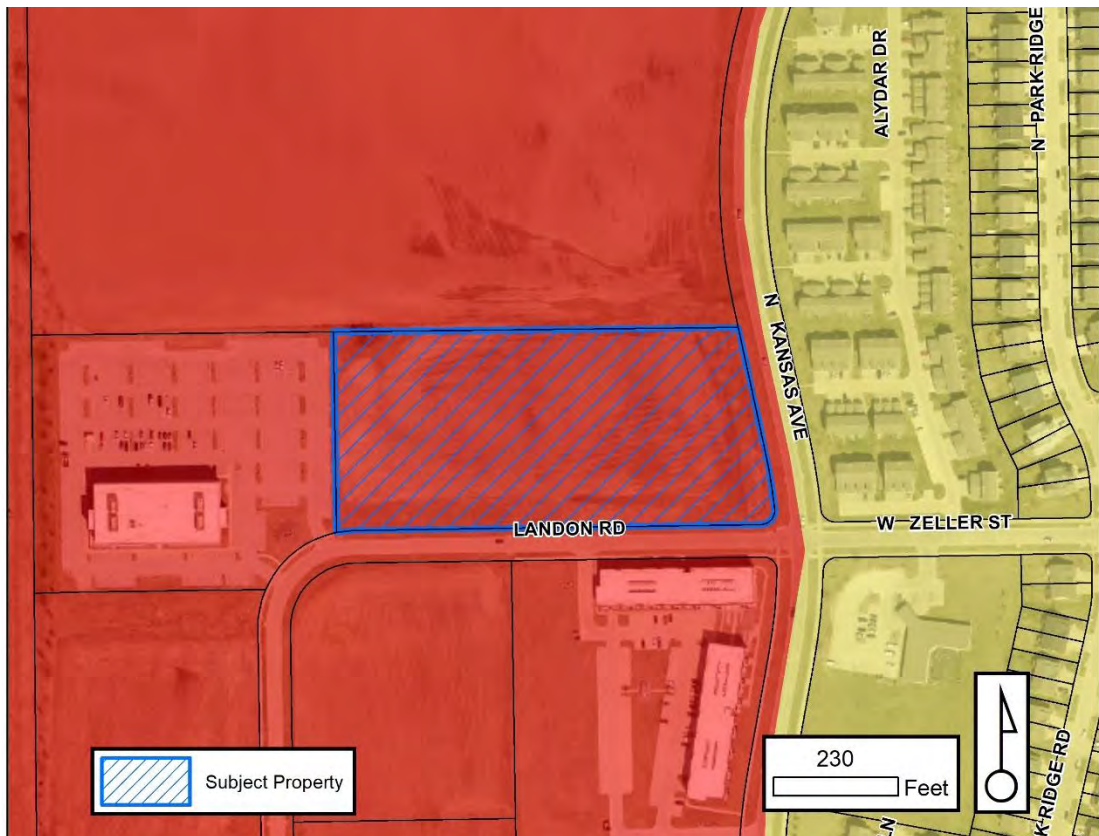 ALYDAR DR
N PARK RIDGE
N KANSAS AVE
LANDON RD
W ZELLER ST
Subject Property
230
Feet
N
K RIDGE RD